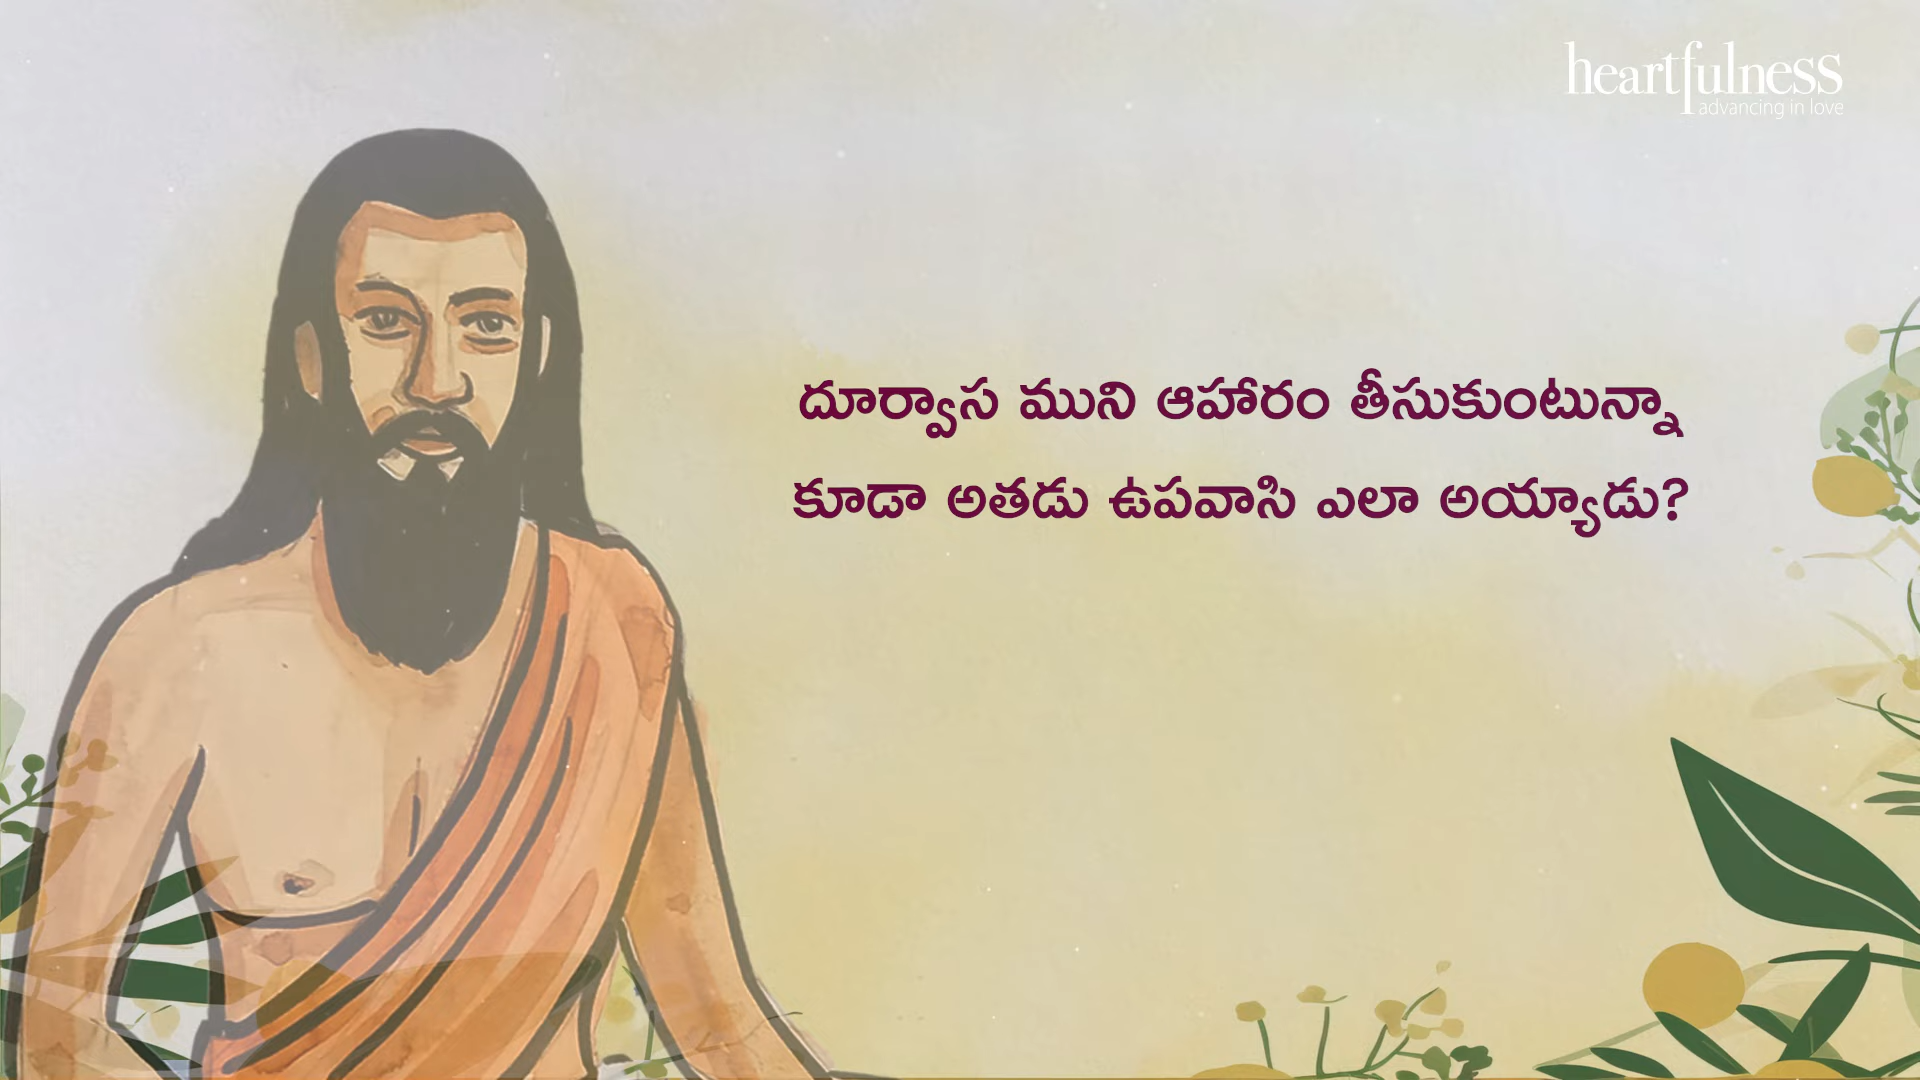 heartfulness
advancing in love
దూర్వాస ముని ఆహారం తీసుకుంటున్నా
కూడా అతడు ఉపవాసి ఎలా అయ్యాడు?